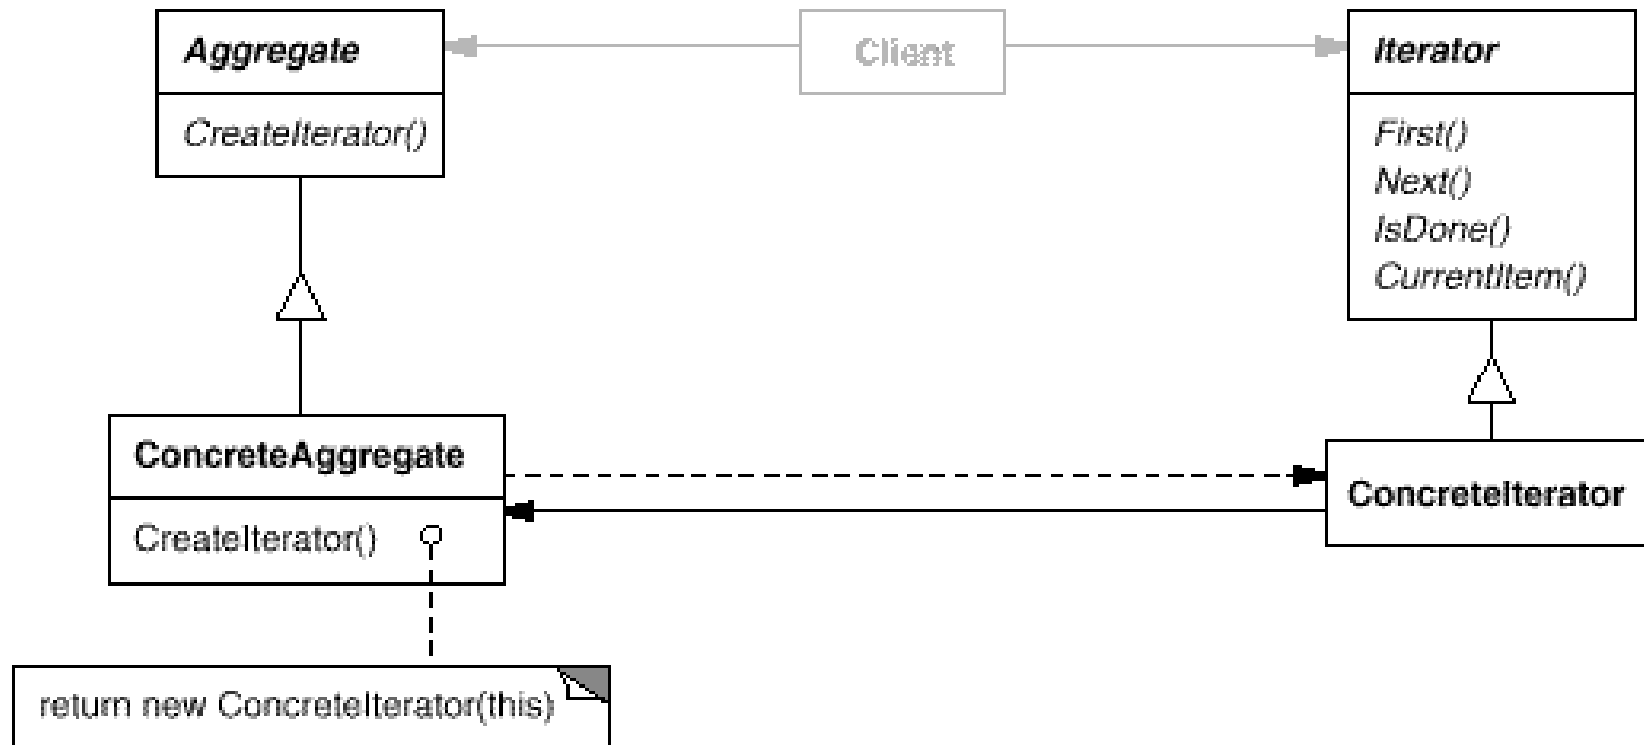 Aggregate
CreateIterator()
Client
Iterator
First()
Next()
IsDone()
CurrentItem()
ConcreteAggregate
CreateIterator()
ConcreteIterator
return new ConcreteIterator(this)